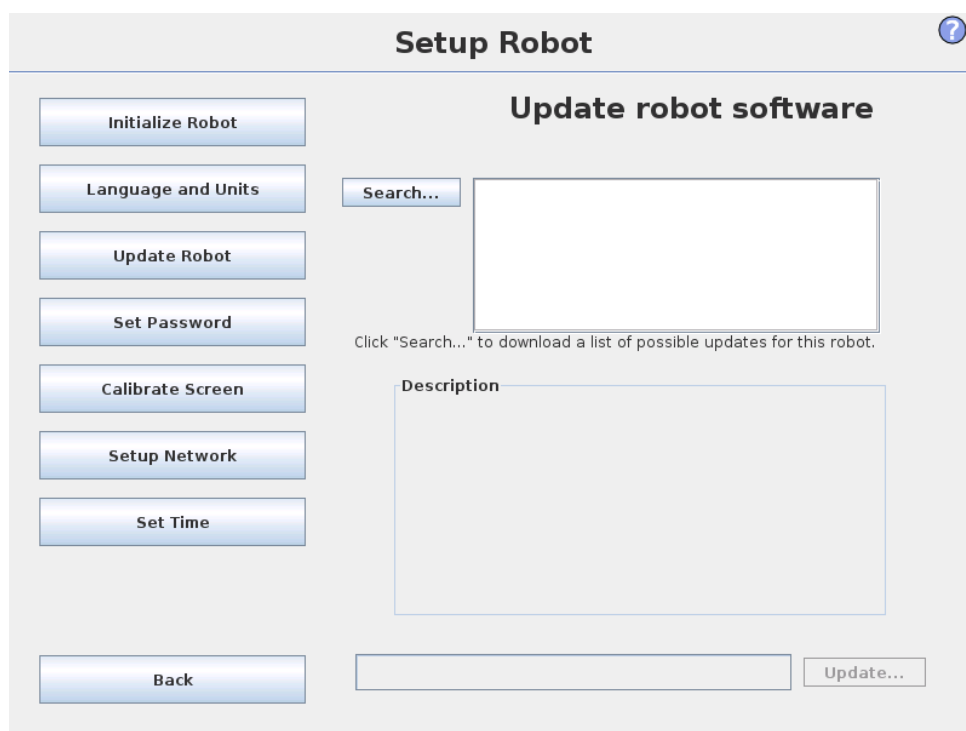 Setup Robot
?
Initialize Robot
Language and Units
Update Robot
Set Password
Calibrate Screen
Setup Network
Set Time
Back
Update robot software
Search...
Click "Search..." to download a list of possible updates for this robot.
Description
Update...